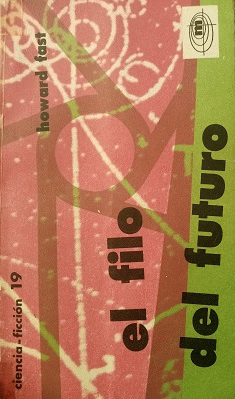 howard fast
el filo
del futuro
ciencia-ficción 19
m